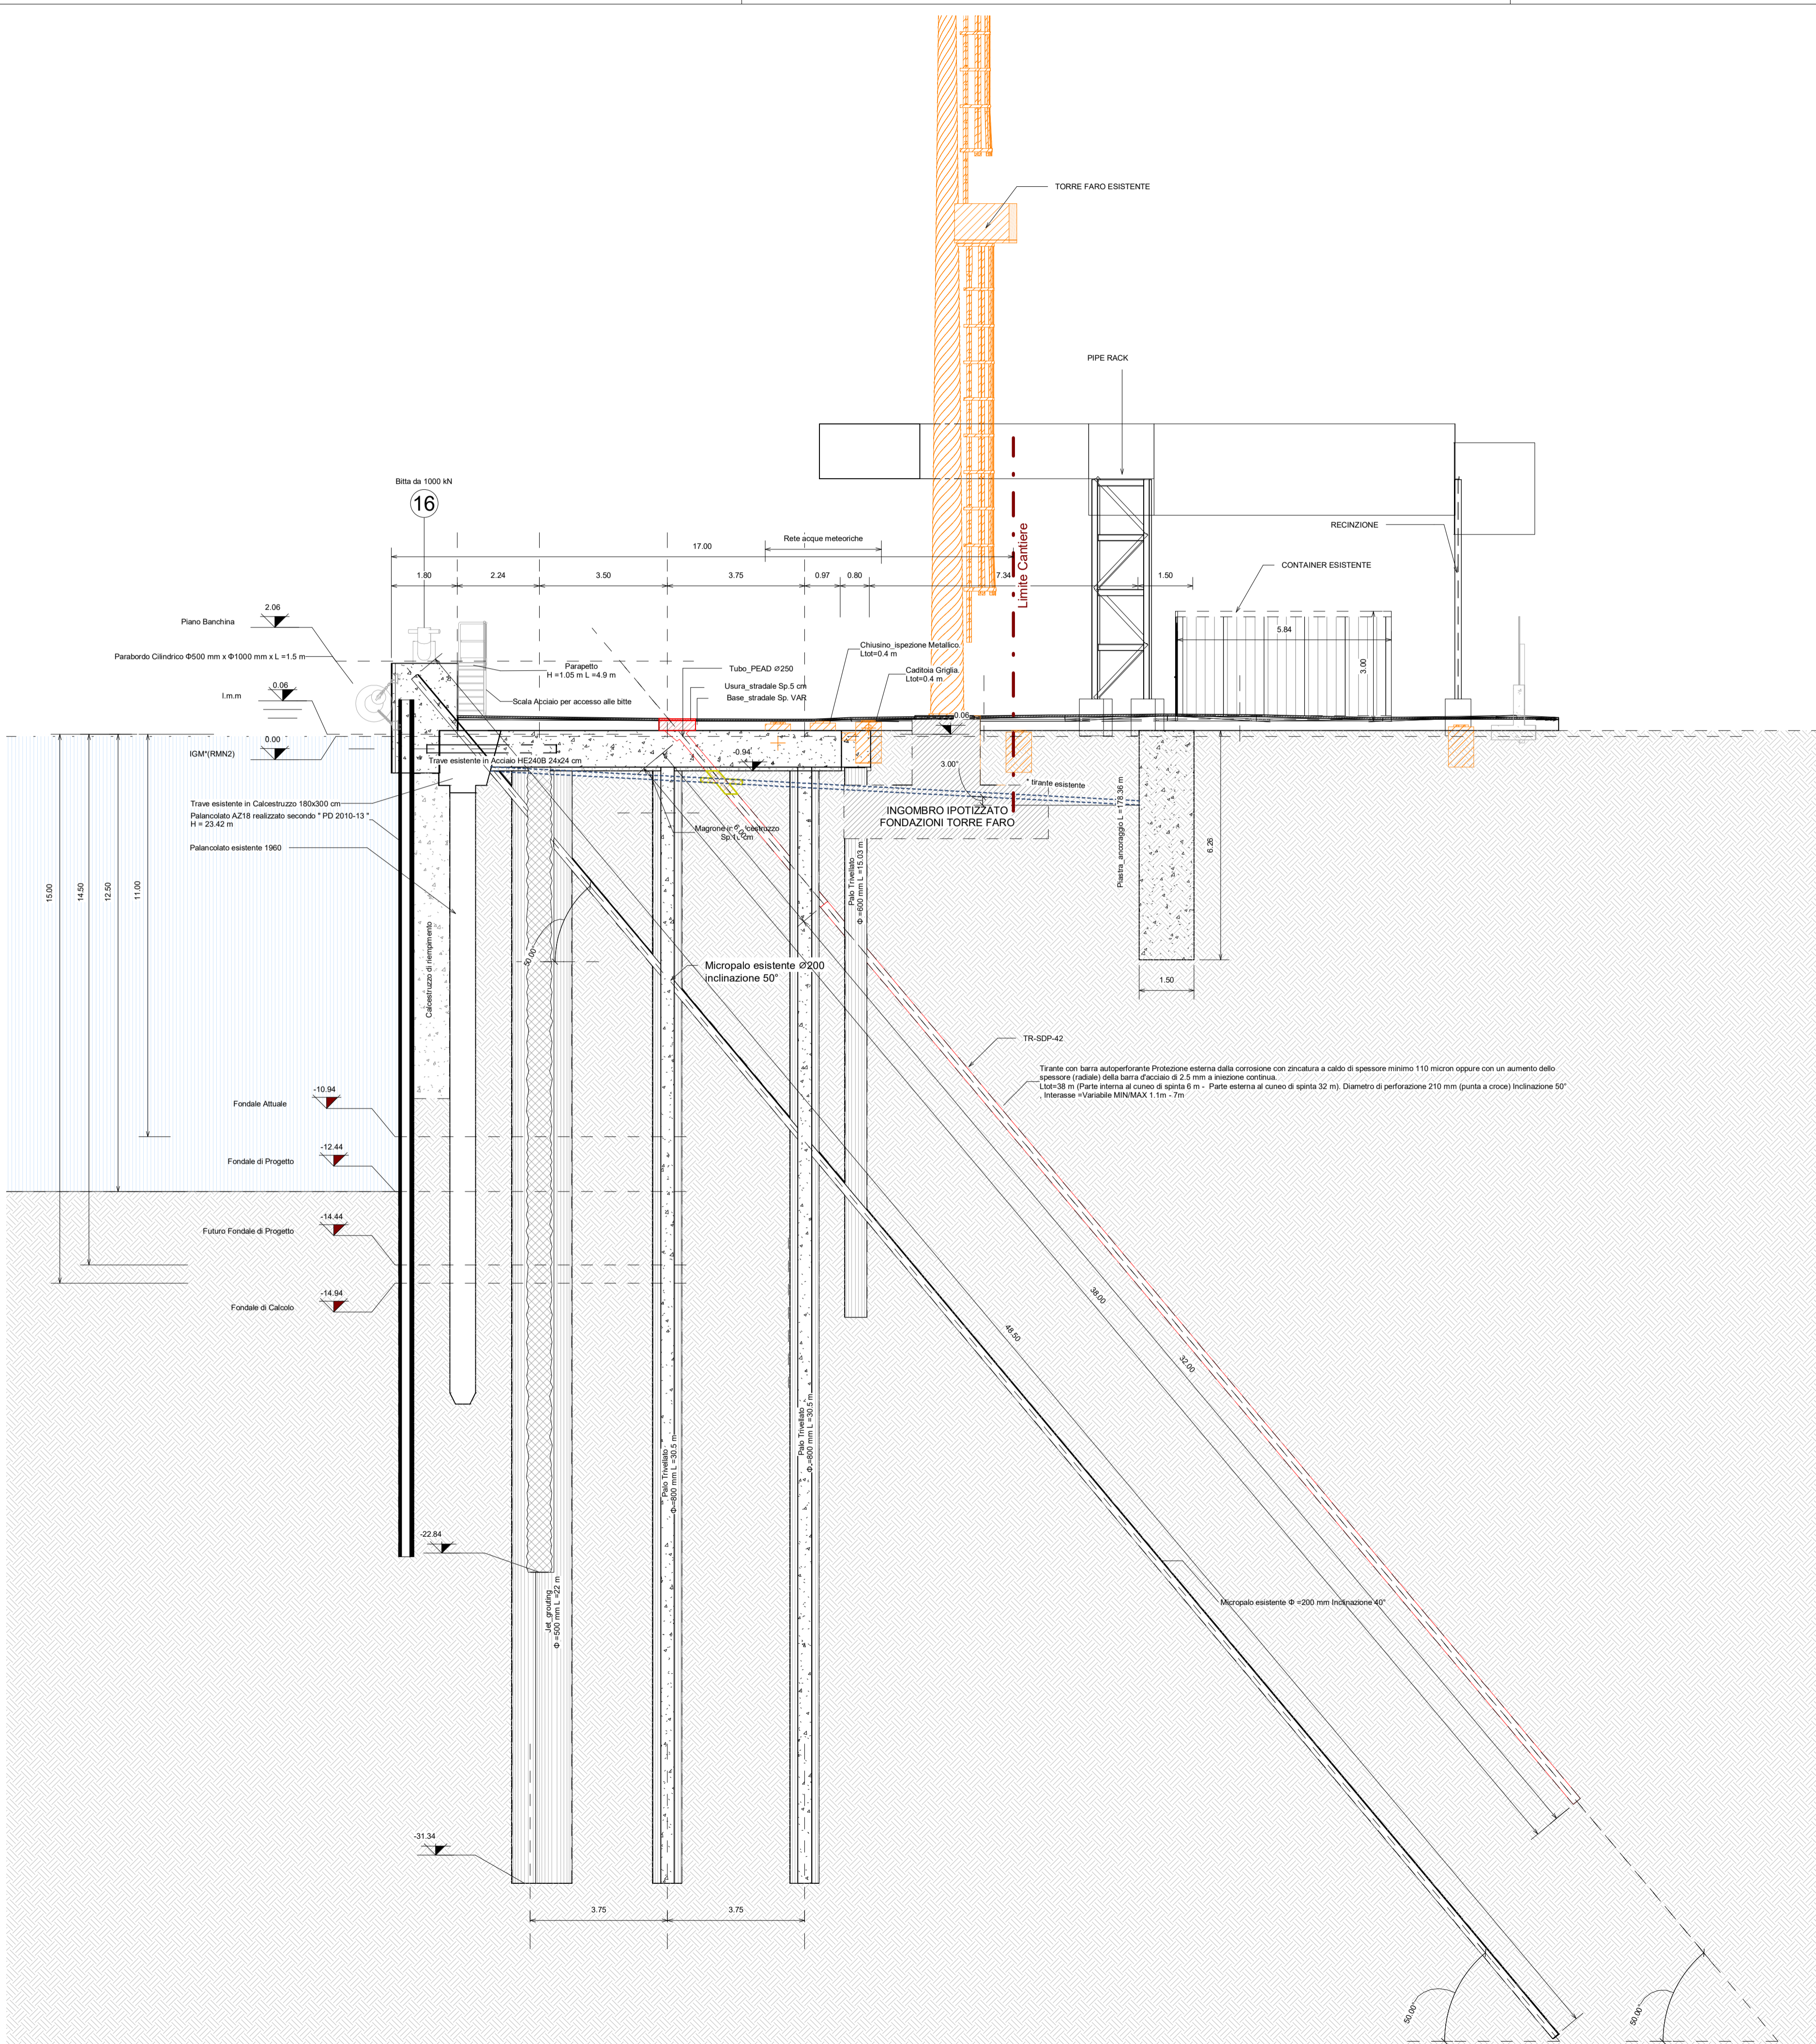 TORRE FARO ESISTENTE
PIPE RACK
Bitta da 1000 kN
16
RECINZIONE
Rete acque meteoriche
17.00
Limite Cantiere
CONTAINER ESISTENTE
1.80
2.24
3.50
3.75
0.97
0.80
7.34
1.50
2.06
Piano Banchina
5.84
3.00
Parabordo Cilindrico Φ500 mm x Φ1000 mm x L =1.5 m
Parapetto
H =1.05 m L =4.9 m
Tubo_PEAD Ø250
Chiusino_ispezione Metallico.
Ltot=0.4 m
Caditoia Griglia.
Ltot=0.4 m
0.06
l.m.m
Scala Acciaio per accesso alle bitte
Usura_stradale Sp.5 cm
Base_stradale Sp. VAR
0.06
0.00
IGM*(RMN2)
Trave esistente in Acciaio HE240B 24x24 cm
-0.94
3.00°
* tirante esistente
INGOMBRO IPOTIZZATO
FONDAZIONI TORRE FARO
Trave esistente in Calcestruzzo 180x300 cm
Palancolato AZ18 realizzato secondo " PD 2010-13 "
H = 23.42 m
Magrone in calcestruzzo
6.00
Palancolato esistente 1960
Piastra_ancoraggio L =178.36 m
6.26
1.50
15.00
14.50
12.50
11.00
Palo Trivellato
Φ =600 mm L =15.03 m
Calcestruzzo di riempimento
50.00°
Micropalo esistente Ø200
inclinazione 50°
TR-SDP-42
Tirante con barra autoperforante Protezione esterna dalla corrosione con zincatura a caldo di spessore minimo 110 micron oppure con un aumento dello
spessore (radiale) della barra d'acciaio di 2.5 mm a iniezione continua.
Ltot=38 m (Parte interna al cuneo di spinta 6 m - Parte esterna al cuneo di spinta 32 m). Diametro di perforazione 210 mm (punta a croce) Inclinazione 50°
, Interasse =Variabile MIN/MAX 1.1m - 7m
-10.94
Fondale Attuale
-12.44
Fondale di Progetto
-14.44
Futuro Fondale di Progetto
-14.94
Fondale di Calcolo
38.00
48.50
32.00
Palo Trivellato
Φ =800 mm L =30.5 m
Palo Trivellato
Φ =800 mm L =30.5 m
-22.84
Jet_grouting
Φ =500 mm L =22 m
Micropalo esistente Φ =200 mm Inclinazione 40°
-31.34
3.75
3.75
50.00°
50.00°